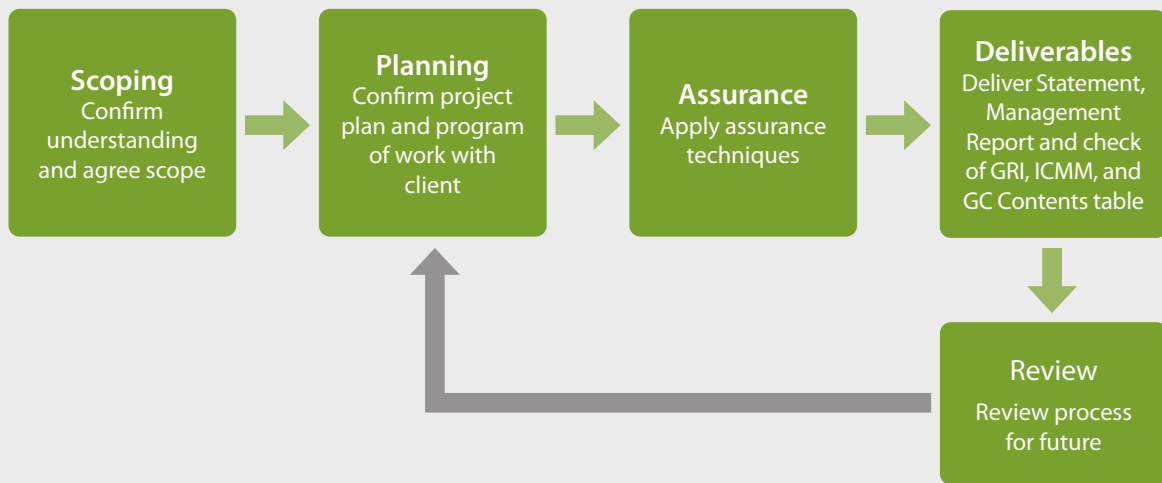 Scoping
Confirm
understanding
and agree scope
Planning
Confirm project
plan and program
of work with
client
Assurance
Apply assurance
techniques
Deliverables
Deliver Statement,
Management
Report and check
of GRI, ICMM, and
GC Contents table
Review
Review process
for future